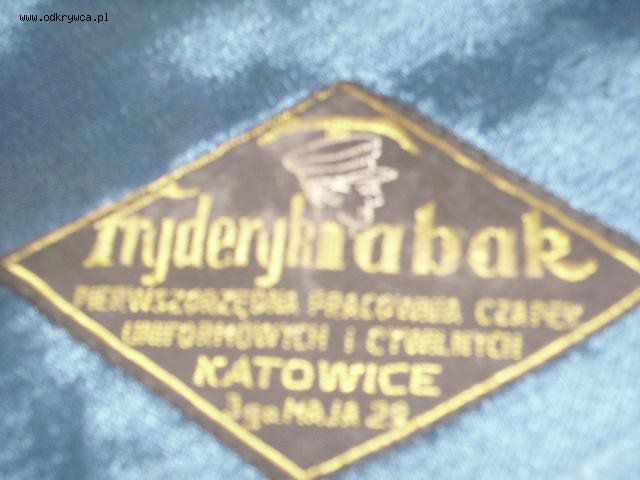 www.odkrywca.pl
Fryderyk Tabak
PIERWSZORZĘDNA PRACOWNIA CZAPEK
UNIFORMOWYCH I CYWILNYCH
KATOWICE
3go MAJA 29